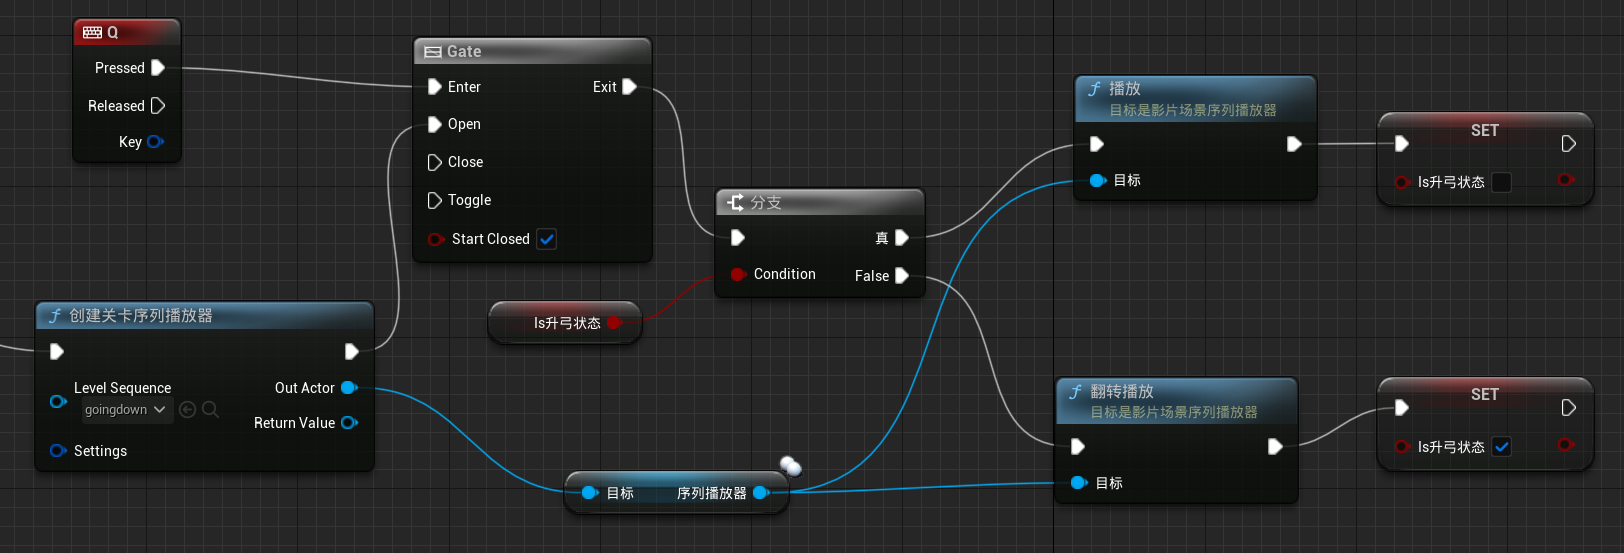 Q
Pressed
Released
Key
Gate
Enter
Exit
Open
Close
Toggle
Start Closed
创建关卡序列播放器
Level Sequence
goingdown
Out Actor
Return Value
Settings
Is升弓状态
分支
真
Condition
False
目标
序列播放器
播放
目标是影片场景序列播放器
目标
SET
Is升弓状态
翻转播放
目标是影片场景序列播放器
目标
SET
Is升弓状态